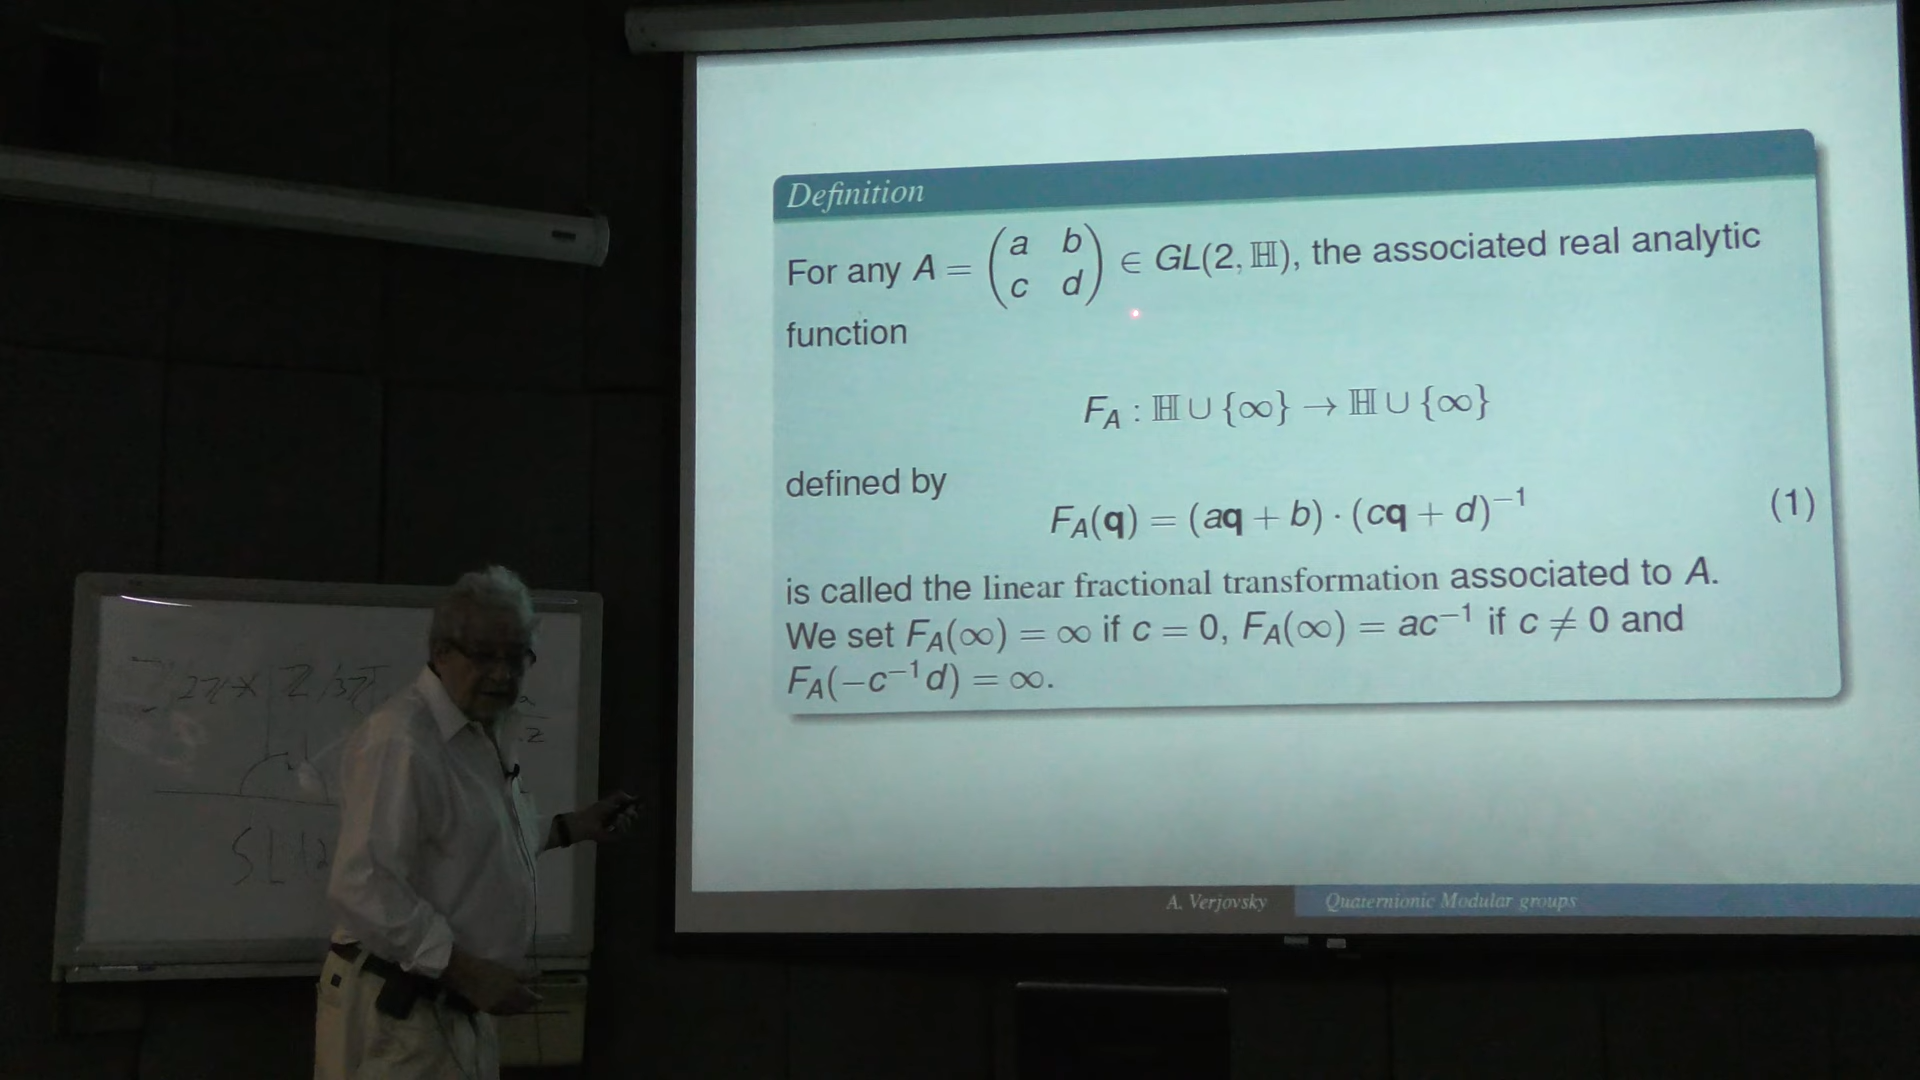 Definition
For any A = ( a b ; c d ) ∈ GL(2, ℍ), the associated real analytic
function
F_A : ℍ ∪ {∞} → ℍ ∪ {∞}
defined by
F_A(q) = (aq + b) · (cq + d)⁻¹ (1)
is called the linear fractional transformation associated to A.
We set F_A(∞) = ∞ if c = 0, F_A(∞) = ac⁻¹ if c ≠ 0 and
F_A(−c⁻¹d) = ∞.
A. Verjovsky Quaternionic Modular groups
SL